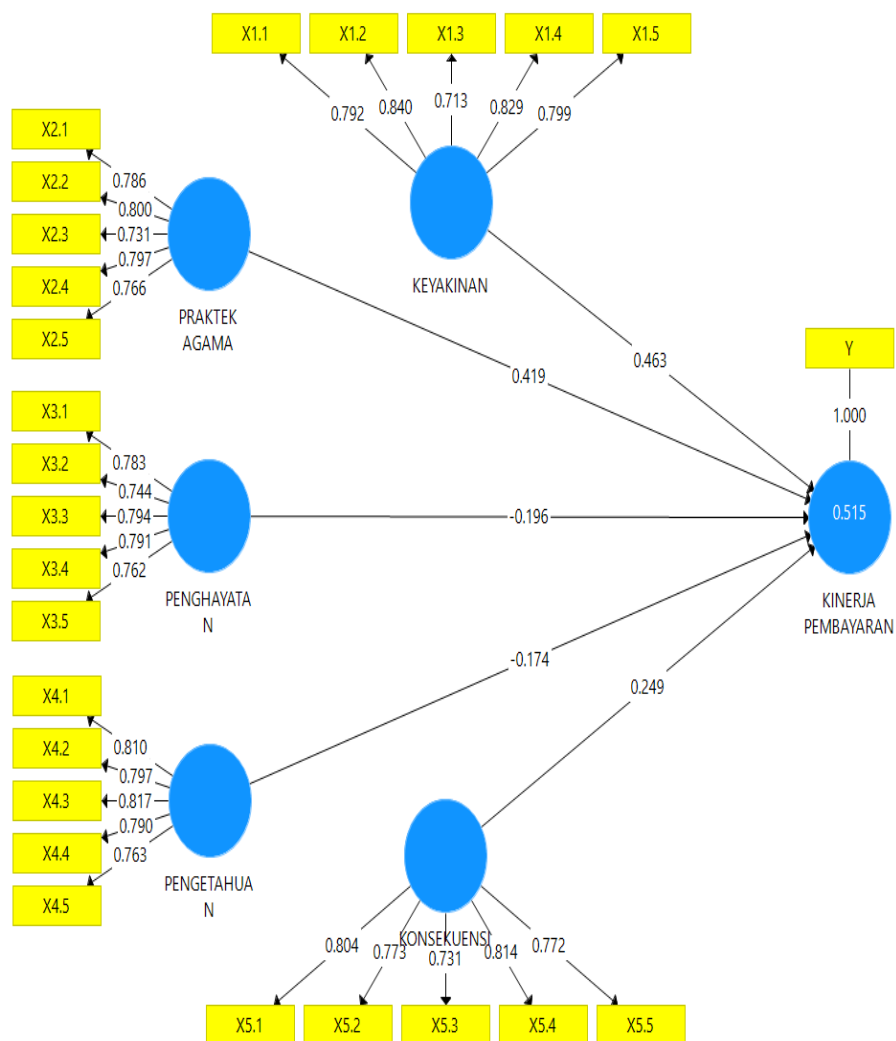 X1.1 X1.2 X1.3 X1.4 X1.5
0.792 0.840 0.713 0.829 0.799
KEYAKINAN
X2.1
X2.2
X2.3
X2.4
X2.5
0.786
0.800
0.731
0.797
0.766
PRAKTEK
AGAMA
0.419
0.463
Y
1.000
X3.1
X3.2
X3.3
X3.4
X3.5
0.783
0.744
0.794
0.791
0.762
PENGHAYATA
N
-0.196
0.515
KINERJA
PEMBAYARAN
X4.1
X4.2
X4.3
X4.4
X4.5
0.810
0.797
0.817
0.790
0.763
PENGETAHUA
N
-0.174
0.249
KONSEKUENSI
0.804 0.773 0.731 0.814 0.772
X5.1 X5.2 X5.3 X5.4 X5.5